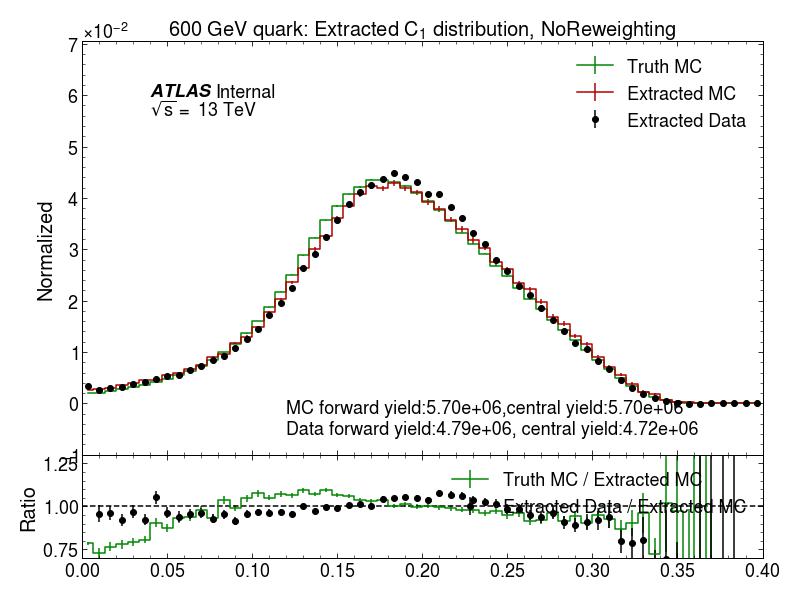 ×10⁻²
600 GeV quark: Extracted C₁ distribution, NoReweighting
7
6
5
4
3
2
1
0
−1
Normalized
ATLAS Internal
√s = 13 TeV
Truth MC
Extracted MC
Extracted Data
MC forward yield:5.70e+06,central yield:5.70e+06
Data forward yield:4.79e+06, central yield:4.72e+06
1.25
1.00
0.75
Ratio
Truth MC / Extracted MC
Extracted Data / Extracted MC
0.00 0.05 0.10 0.15 0.20 0.25 0.30 0.35 0.40